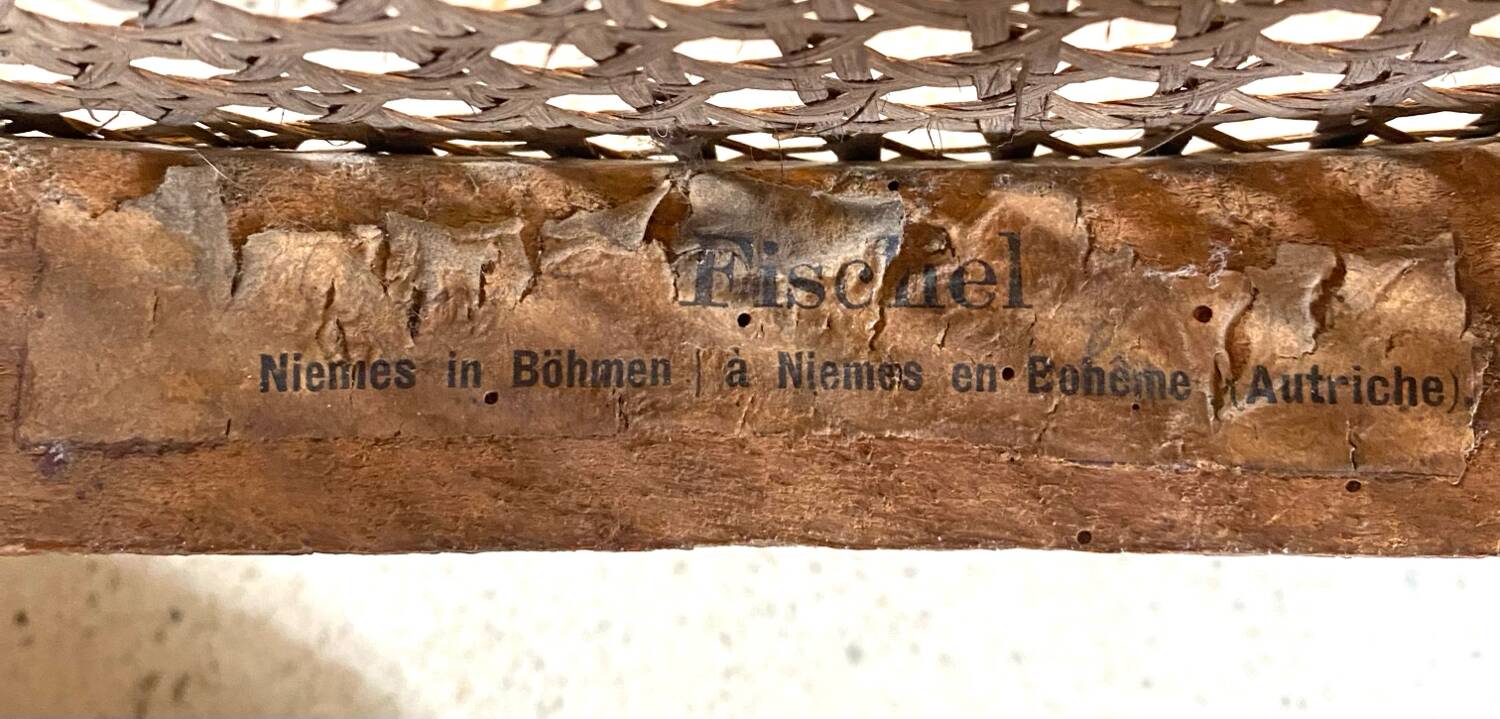 Fischel
Niemes in Böhmen | à Niemes en Bohême (Autriche).